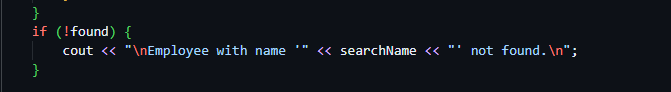 }
if (!found) {
cout << "\nEmployee with name '" << searchName << "' not found.\n";
}